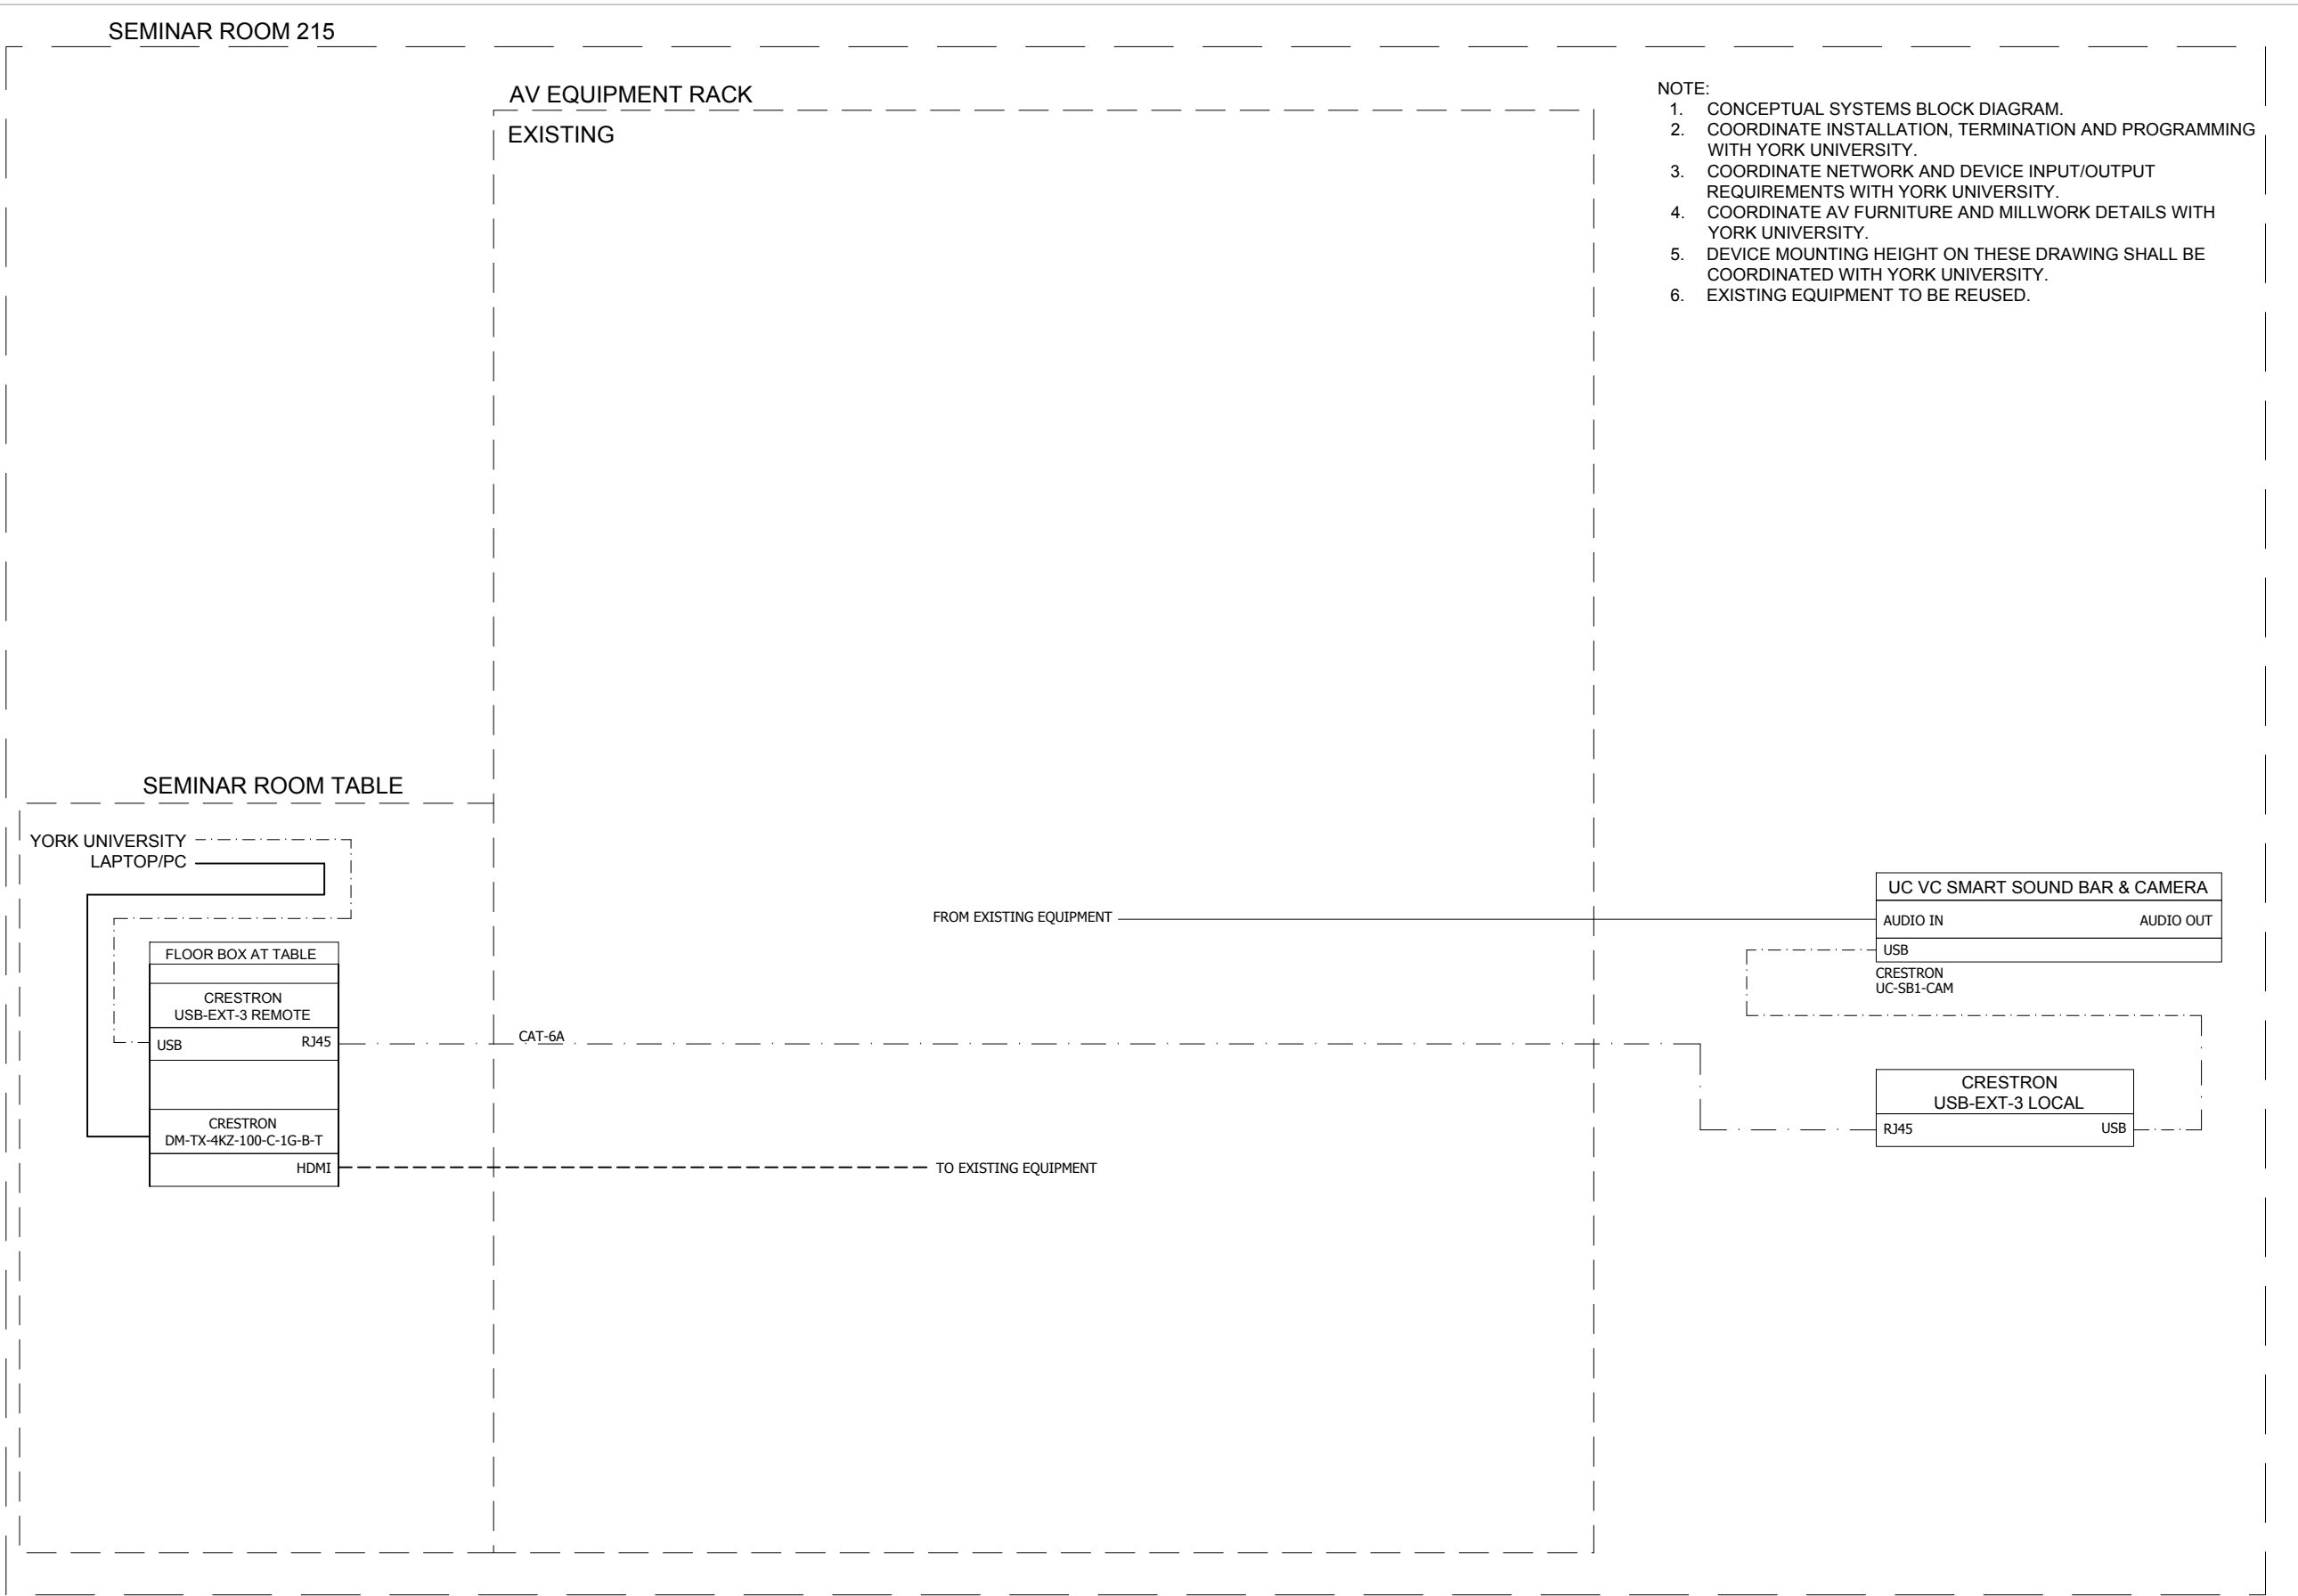 SEMINAR ROOM 215
AV EQUIPMENT RACK
EXISTING
NOTE:
1. CONCEPTUAL SYSTEMS BLOCK DIAGRAM.
2. COORDINATE INSTALLATION, TERMINATION AND PROGRAMMING
WITH YORK UNIVERSITY.
3. COORDINATE NETWORK AND DEVICE INPUT/OUTPUT
REQUIREMENTS WITH YORK UNIVERSITY.
4. COORDINATE AV FURNITURE AND MILLWORK DETAILS WITH
YORK UNIVERSITY.
5. DEVICE MOUNTING HEIGHT ON THESE DRAWING SHALL BE
COORDINATED WITH YORK UNIVERSITY.
6. EXISTING EQUIPMENT TO BE REUSED.
SEMINAR ROOM TABLE
YORK UNIVERSITY
LAPTOP/PC
FLOOR BOX AT TABLE
CRESTRON
USB-EXT-3 REMOTE
USB RJ45
CRESTRON
DM-TX-4KZ-100-C-1G-B-T
HDMI
CAT-6A
FROM EXISTING EQUIPMENT
TO EXISTING EQUIPMENT
UC VC SMART SOUND BAR & CAMERA
AUDIO IN AUDIO OUT
USB
CRESTRON
UC-SB1-CAM
CRESTRON
USB-EXT-3 LOCAL
RJ45 USB